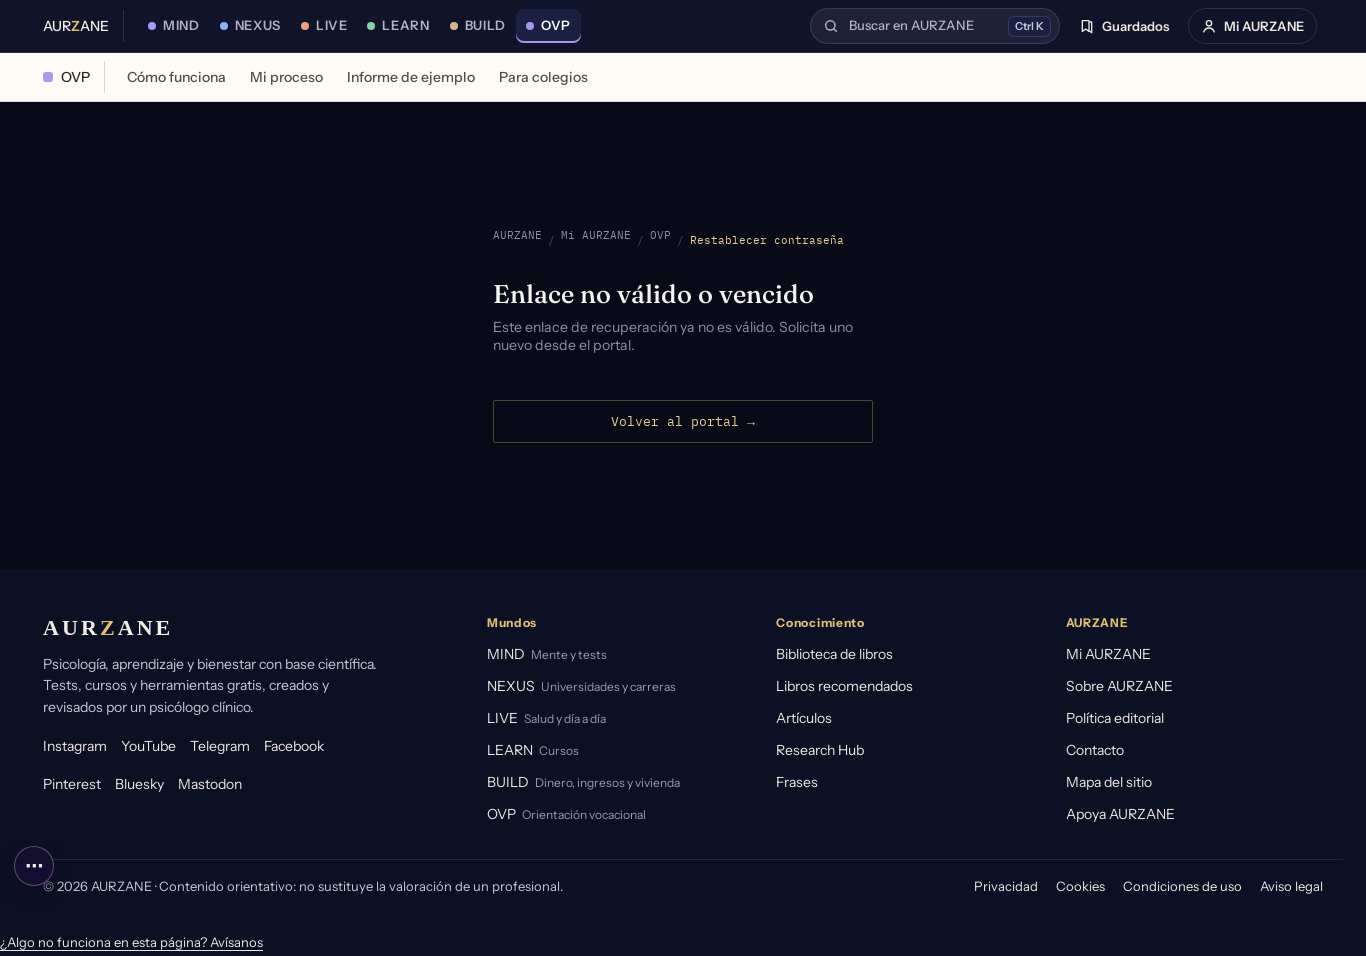 AURZANE MIND NEXUS LIVE LEARN BUILD OVP Buscar en AURZANE Ctrl K Guardados Mi AURZANE
OVP Cómo funciona Mi proceso Informe de ejemplo Para colegios
AURZANE / Mi AURZANE / OVP / Restablecer contraseña
Enlace no válido o vencido
Este enlace de recuperación ya no es válido. Solicita uno
nuevo desde el portal.
Volver al portal →
AURZANE
Psicología, aprendizaje y bienestar con base científica.
Tests, cursos y herramientas gratis, creados y
revisados por un psicólogo clínico.
Instagram YouTube Telegram Facebook
Pinterest Bluesky Mastodon
Mundos
MIND Mente y tests
NEXUS Universidades y carreras
LIVE Salud y día a día
LEARN Cursos
BUILD Dinero, ingresos y vivienda
OVP Orientación vocacional
Conocimiento
Biblioteca de libros
Libros recomendados
Artículos
Research Hub
Frases
AURZANE
Mi AURZANE
Sobre AURZANE
Política editorial
Contacto
Mapa del sitio
Apoya AURZANE
© 2026 AURZANE · Contenido orientativo: no sustituye la valoración de un profesional.
Privacidad Cookies Condiciones de uso Aviso legal
¿Algo no funciona en esta página? Avísanos